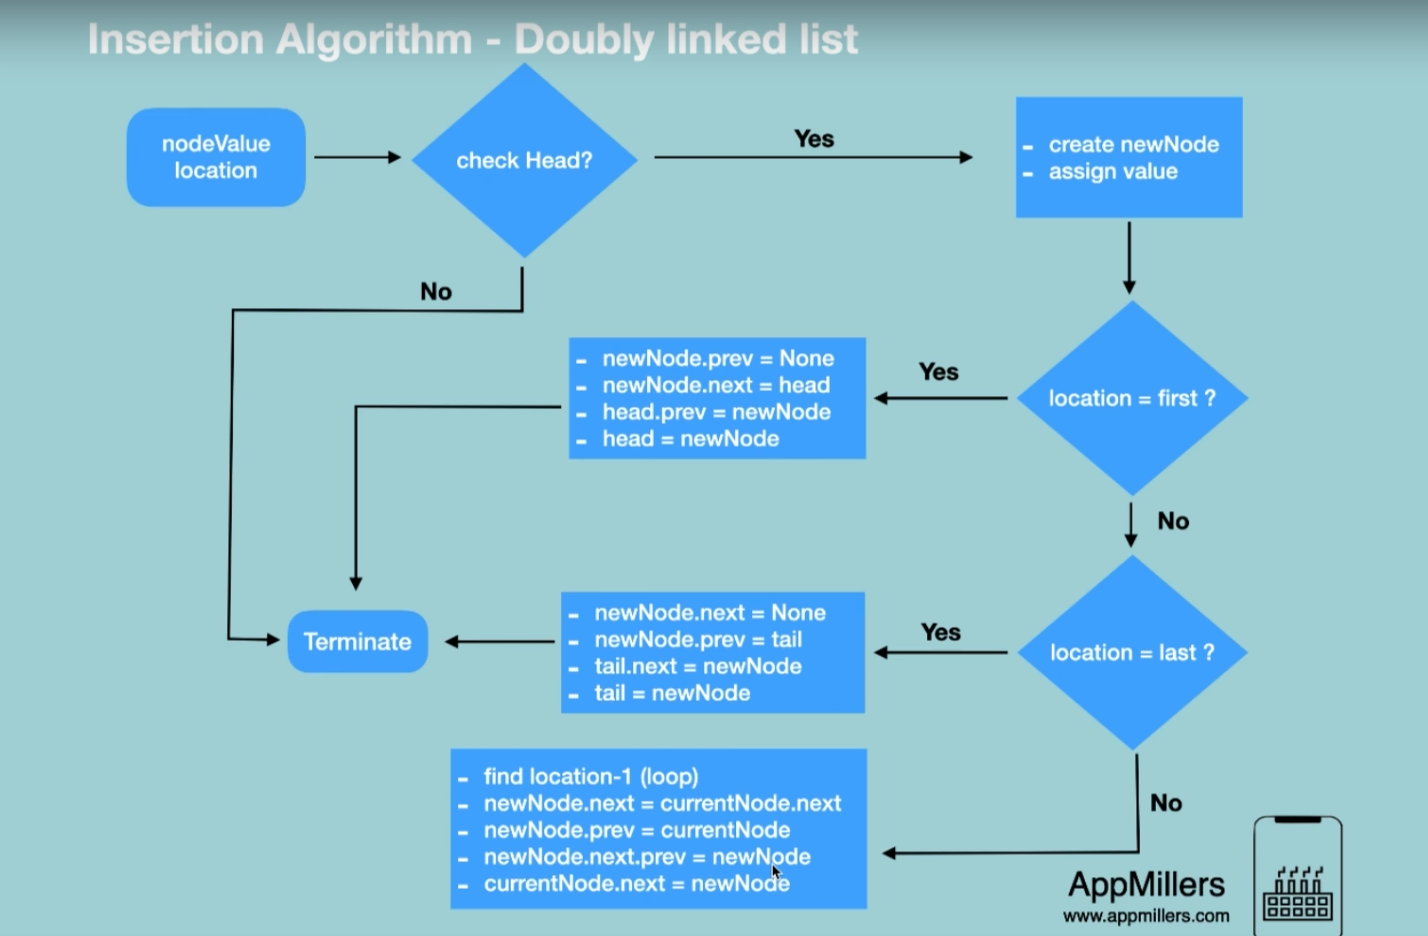 Insertion Algorithm - Doubly linked list
nodeValue
location
check Head?
Yes
- create newNode
- assign value
No
- newNode.prev = None
- newNode.next = head
- head.prev = newNode
- head = newNode
Yes
location = first ?
No
Terminate
- newNode.next = None
- newNode.prev = tail
- tail.next = newNode
- tail = newNode
Yes
location = last ?
- find location-1 (loop)
- newNode.next = currentNode.next
- newNode.prev = currentNode
- newNode.next.prev = newNode
- currentNode.next = newNode
No
AppMillers
www.appmillers.com